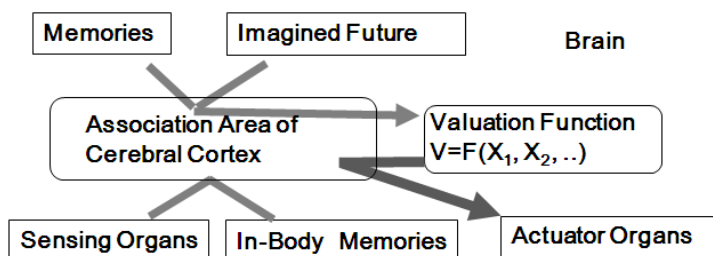 Memories
Imagined Future
Brain
Association Area of
Cerebral Cortex
Valuation Function
V=F(X₁, X₂, ..)
Sensing Organs
In-Body Memories
Actuator Organs